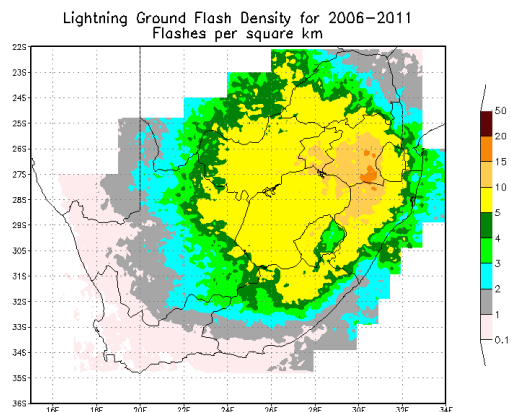 Lightning Ground Flash Density for 2006–2011
Flashes per square km
22S
23S
24S
25S
26S
27S
28S
29S
30S
31S
32S
33S
34S
35S
36S
16E
18E
20E
22E
24E
26E
28E
30E
32E
34E
50
20
15
10
5
4
3
2
1
0.1